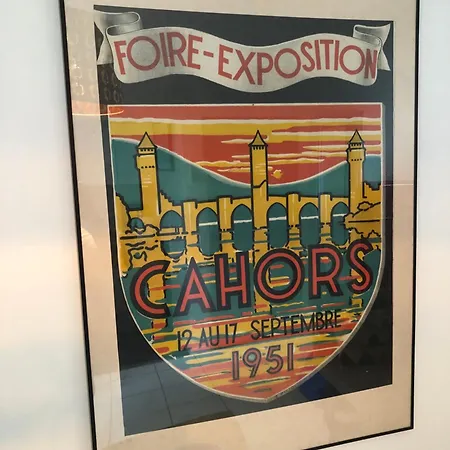 FOIRE-EXPOSITION
CAHORS
12 AU 17 SEPTEMBRE
1951